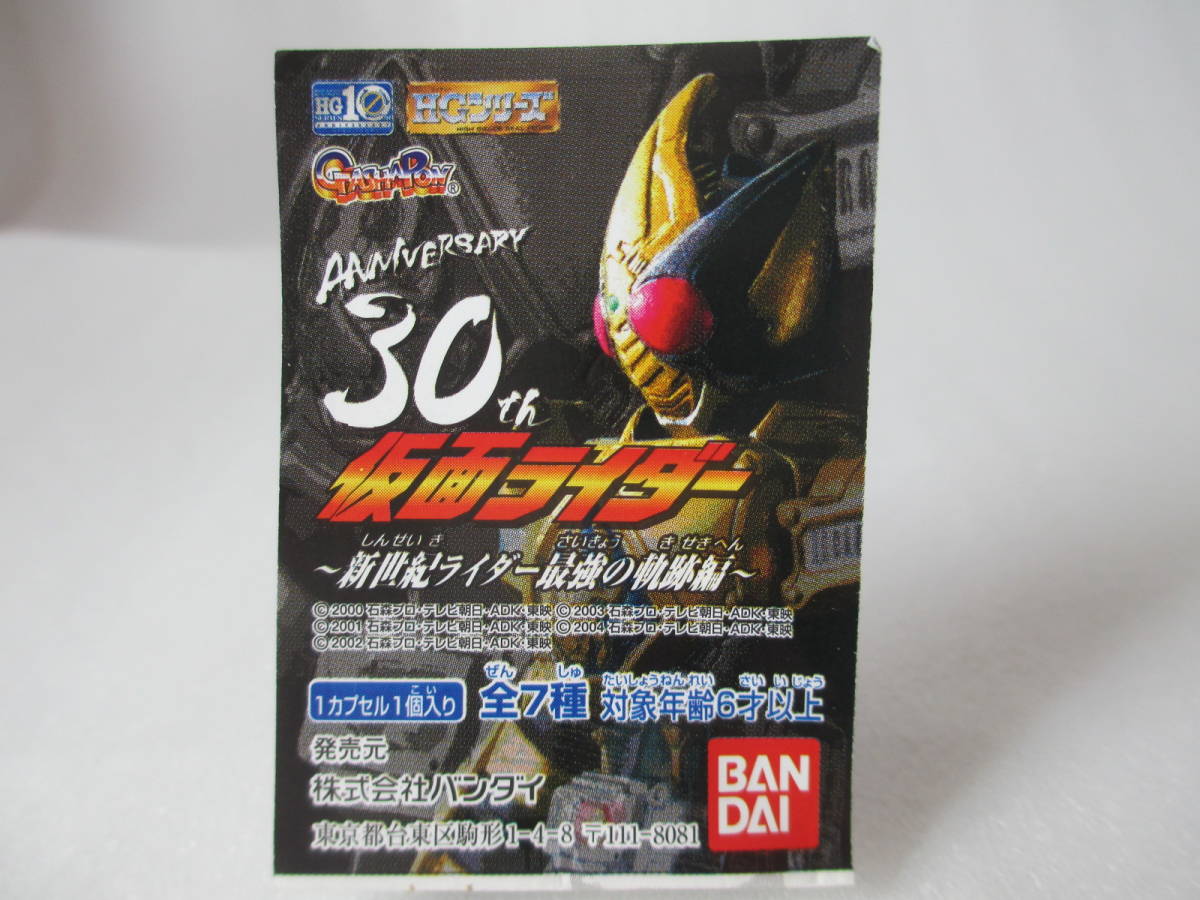 HG 10
SERIES
ANNIVERSARY
HGシリーズ
GASHAPON®
ANNIVERSARY
30th
仮面ライダー
しんせいき さいきょう きせきへん
~新世紀ライダー最強の軌跡編~
© 2000 石森プロ・テレビ朝日・ADK・東映 © 2003 石森プロ・テレビ朝日・ADK・東映
© 2001 石森プロ・テレビ朝日・ADK・東映 © 2004 石森プロ・テレビ朝日・ADK・東映
© 2002 石森プロ・テレビ朝日・ADK・東映
こい ぜん しゅ たいしょうねんれい さい いじょう
1カプセル1個入り 全7種 対象年齢6才以上
発売元
株式会社バンダイ
東京都台東区駒形1-4-8 〒111-8081
BAN
DAI